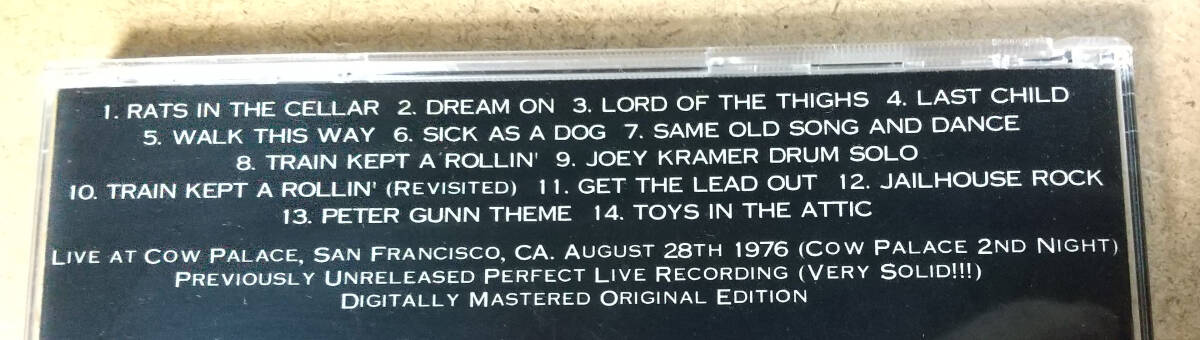 1. RATS IN THE CELLAR 2. DREAM ON 3. LORD OF THE THIGHS 4. LAST CHILD
5. WALK THIS WAY 6. SICK AS A DOG 7. SAME OLD SONG AND DANCE
8. TRAIN KEPT A ROLLIN' 9. JOEY KRAMER DRUM SOLO
10. TRAIN KEPT A ROLLIN' (REVISITED) 11. GET THE LEAD OUT 12. JAILHOUSE ROCK
13. PETER GUNN THEME 14. TOYS IN THE ATTIC
LIVE AT COW PALACE, SAN FRANCISCO, CA. AUGUST 28TH 1976 (COW PALACE 2ND NIGHT)
PREVIOUSLY UNRELEASED PERFECT LIVE RECORDING (VERY SOLID!!!)
DIGITALLY MASTERED ORIGINAL EDITION